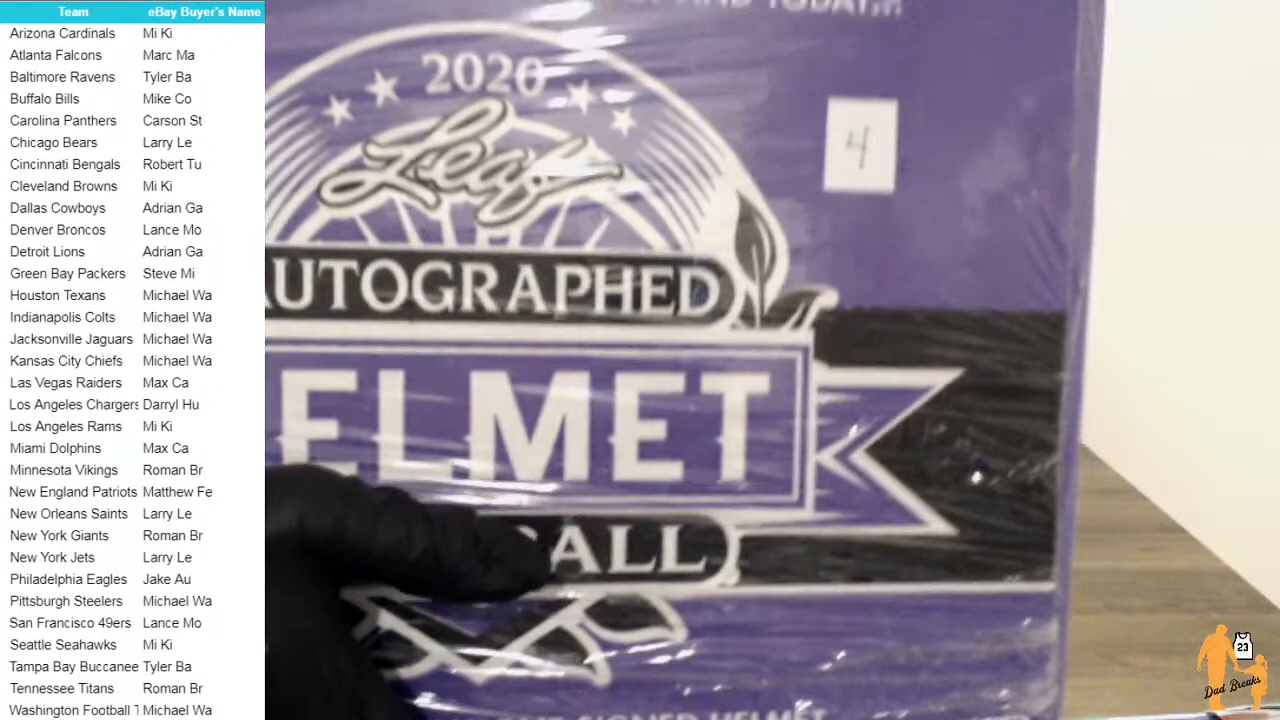 Team eBay Buyer's Name
Arizona Cardinals Mi Ki
Atlanta Falcons Marc Ma
Baltimore Ravens Tyler Ba
Buffalo Bills Mike Co
Carolina Panthers Carson St
Chicago Bears Larry Le
Cincinnati Bengals Robert Tu
Cleveland Browns Mi Ki
Dallas Cowboys Adrian Ga
Denver Broncos Lance Mo
Detroit Lions Adrian Ga
Green Bay Packers Steve Mi
Houston Texans Michael Wa
Indianapolis Colts Michael Wa
Jacksonville Jaguars Michael Wa
Kansas City Chiefs Michael Wa
Las Vegas Raiders Max Ca
Los Angeles Chargers Darryl Hu
Los Angeles Rams Mi Ki
Miami Dolphins Max Ca
Minnesota Vikings Roman Br
New England Patriots Matthew Fe
New Orleans Saints Larry Le
New York Giants Roman Br
New York Jets Larry Le
Philadelphia Eagles Jake Au
Pittsburgh Steelers Michael Wa
San Francisco 49ers Lance Mo
Seattle Seahawks Mi Ki
Tampa Bay Buccanee Tyler Ba
Tennessee Titans Roman Br
Washington Football T Michael Wa
2020
Leaf
4
AUTOGRAPHED
ELMET
ALL
SIGNED HELMET
23
Dad Breaks